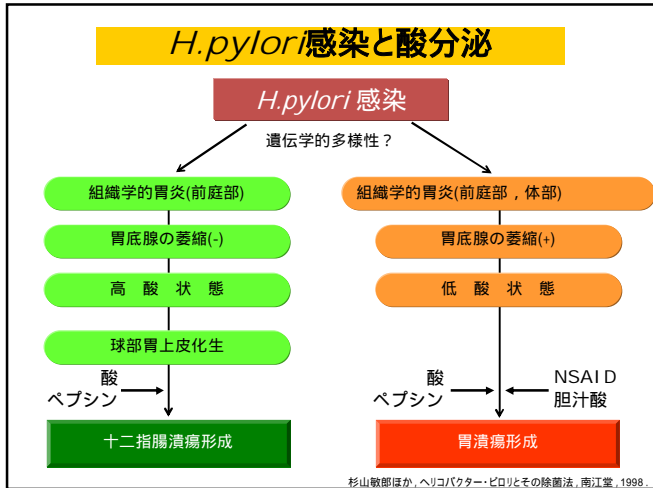 H.pylori感染と酸分泌
H.pylori 感染
遺伝学的多様性？
組織学的胃炎(前庭部)
胃底腺の萎縮(-)
高 酸 状 態
球部胃上皮化生
酸
ペプシン
十二指腸潰瘍形成
組織学的胃炎(前庭部，体部)
胃底腺の萎縮(+)
低 酸 状 態
酸
ペプシン
NSAID
胆汁酸
胃潰瘍形成
杉山敏郎ほか，ヘリコバクター・ピロリとその除菌法，南江堂，1998．